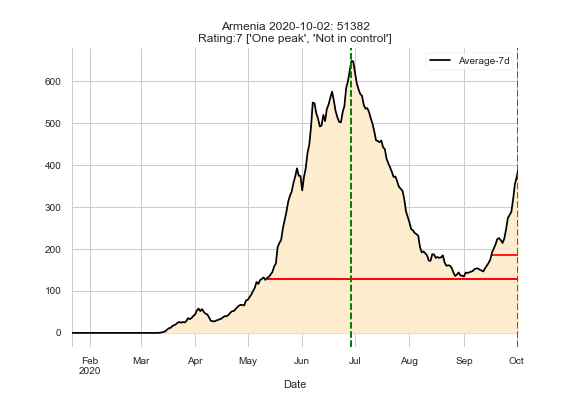 Armenia 2020-10-02: 51382
Rating:7 ['One peak', 'Not in control']
Average-7d
600
500
400
300
200
100
0
Feb Mar Apr May Jun Jul Aug Sep Oct
2020
Date